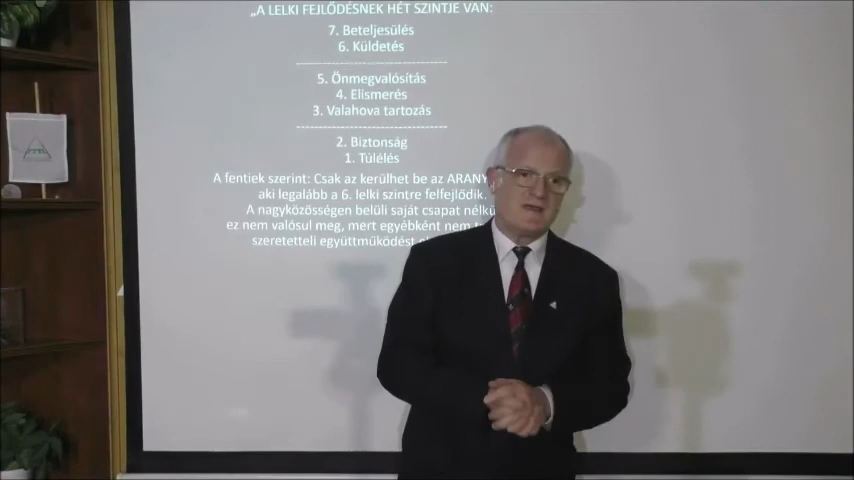 „A LELKI FEJLŐDÉSNEK HÉT SZINTJE VAN:
7. Beteljesülés
6. Küldetés
5. Önmegvalósítás
4. Elismerés
3. Valahova tartozás
2. Biztonság
1. Túlélés
A fentiek szerint: Csak az kerülhet be az
aki legalább a 6. lelki szintre felfejlődik.
A nagyközösségen belüli saját csapat
ez nem valósul meg, mert egyébként nem
szeretetteli együttműködést